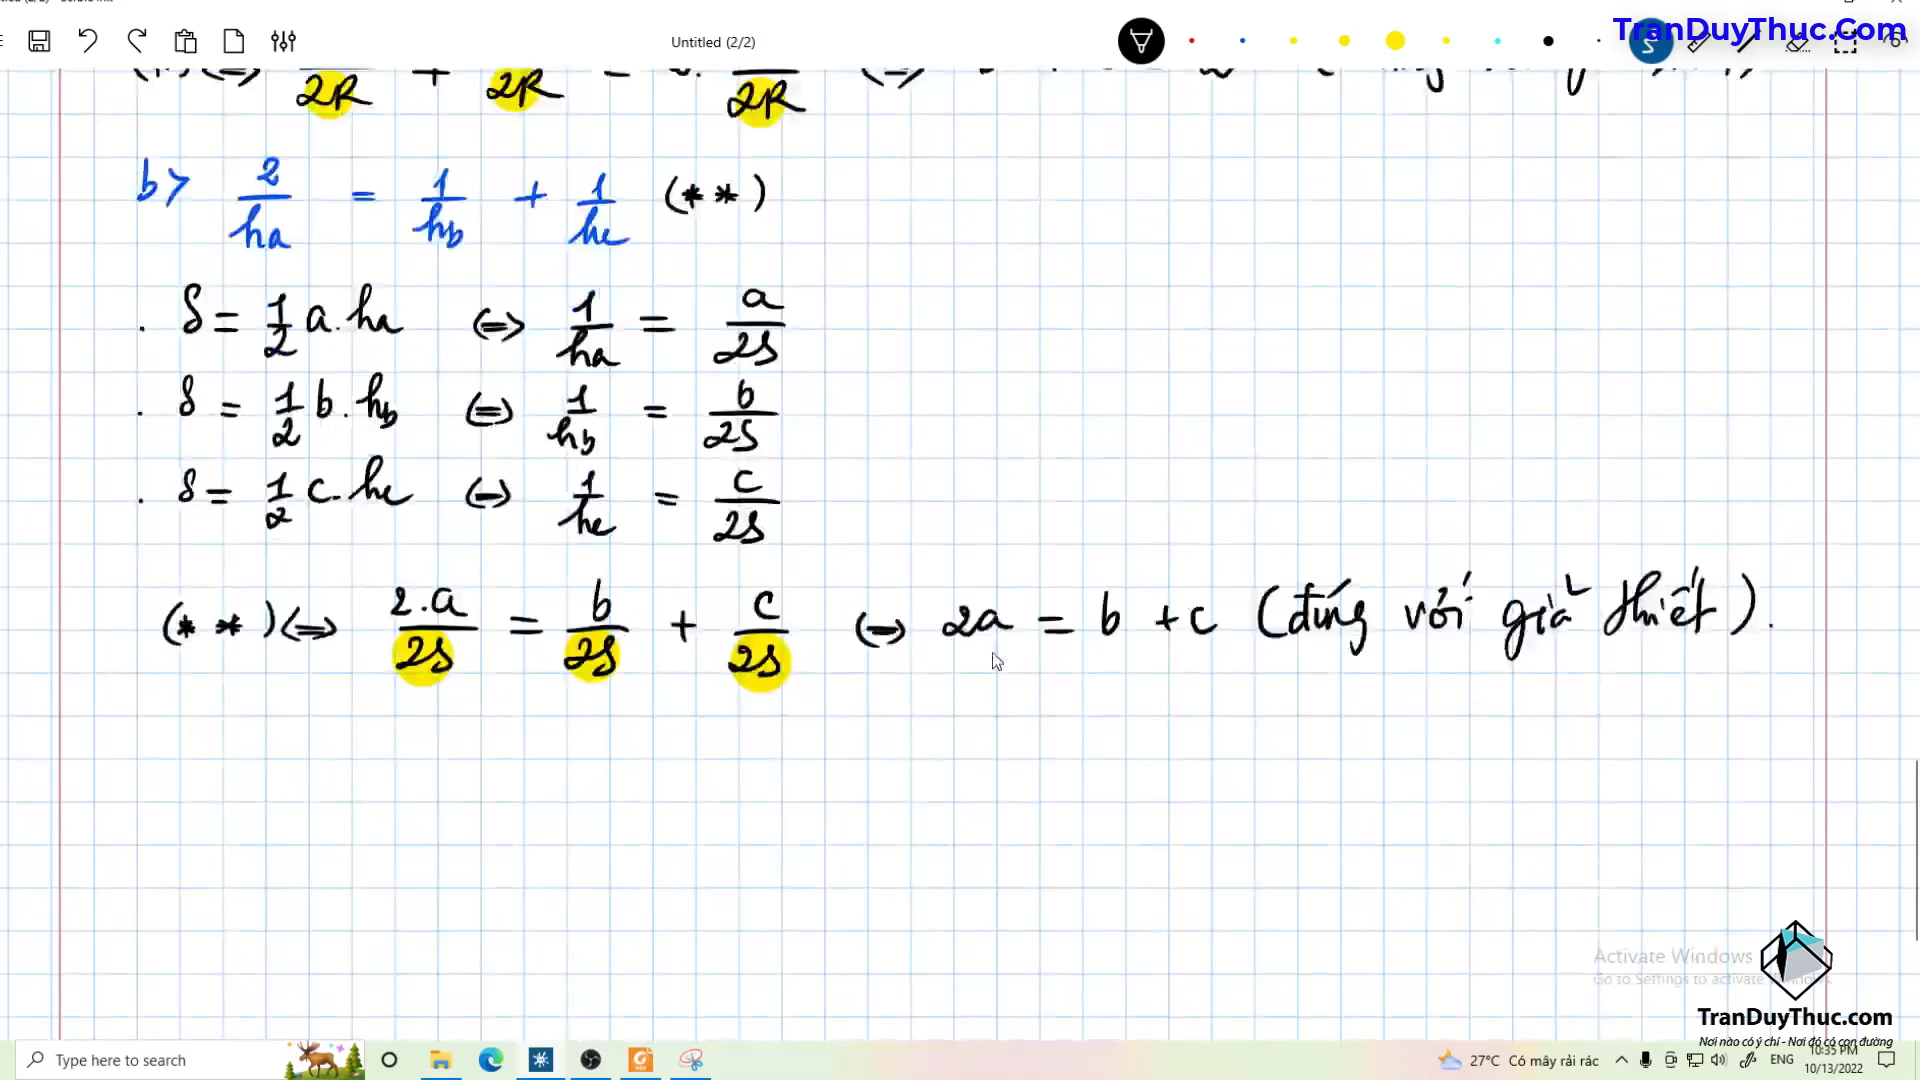 Untitled (2/2)
TranDuyThuc.Com
2R + 2R 2R
b> 2/ha = 1/hb + 1/hc (**)
. S = 1/2 a.ha <=> 1/ha = a/2S
. S = 1/2 b.hb <=> 1/hb = b/2S
. S = 1/2 c.hc <=> 1/hc = c/2S
(**) <=> 2.a/2S = b/2S + c/2S <=> 2a = b + c (đúng với giả thiết).
Activate Windows
Go to Settings to activate
TranDuyThuc.com
Nơi nào có ý chí - Nơi đó có con đường
Type here to search
27°C Có mây rải rác
ENG
10:35 PM
10/13/2022